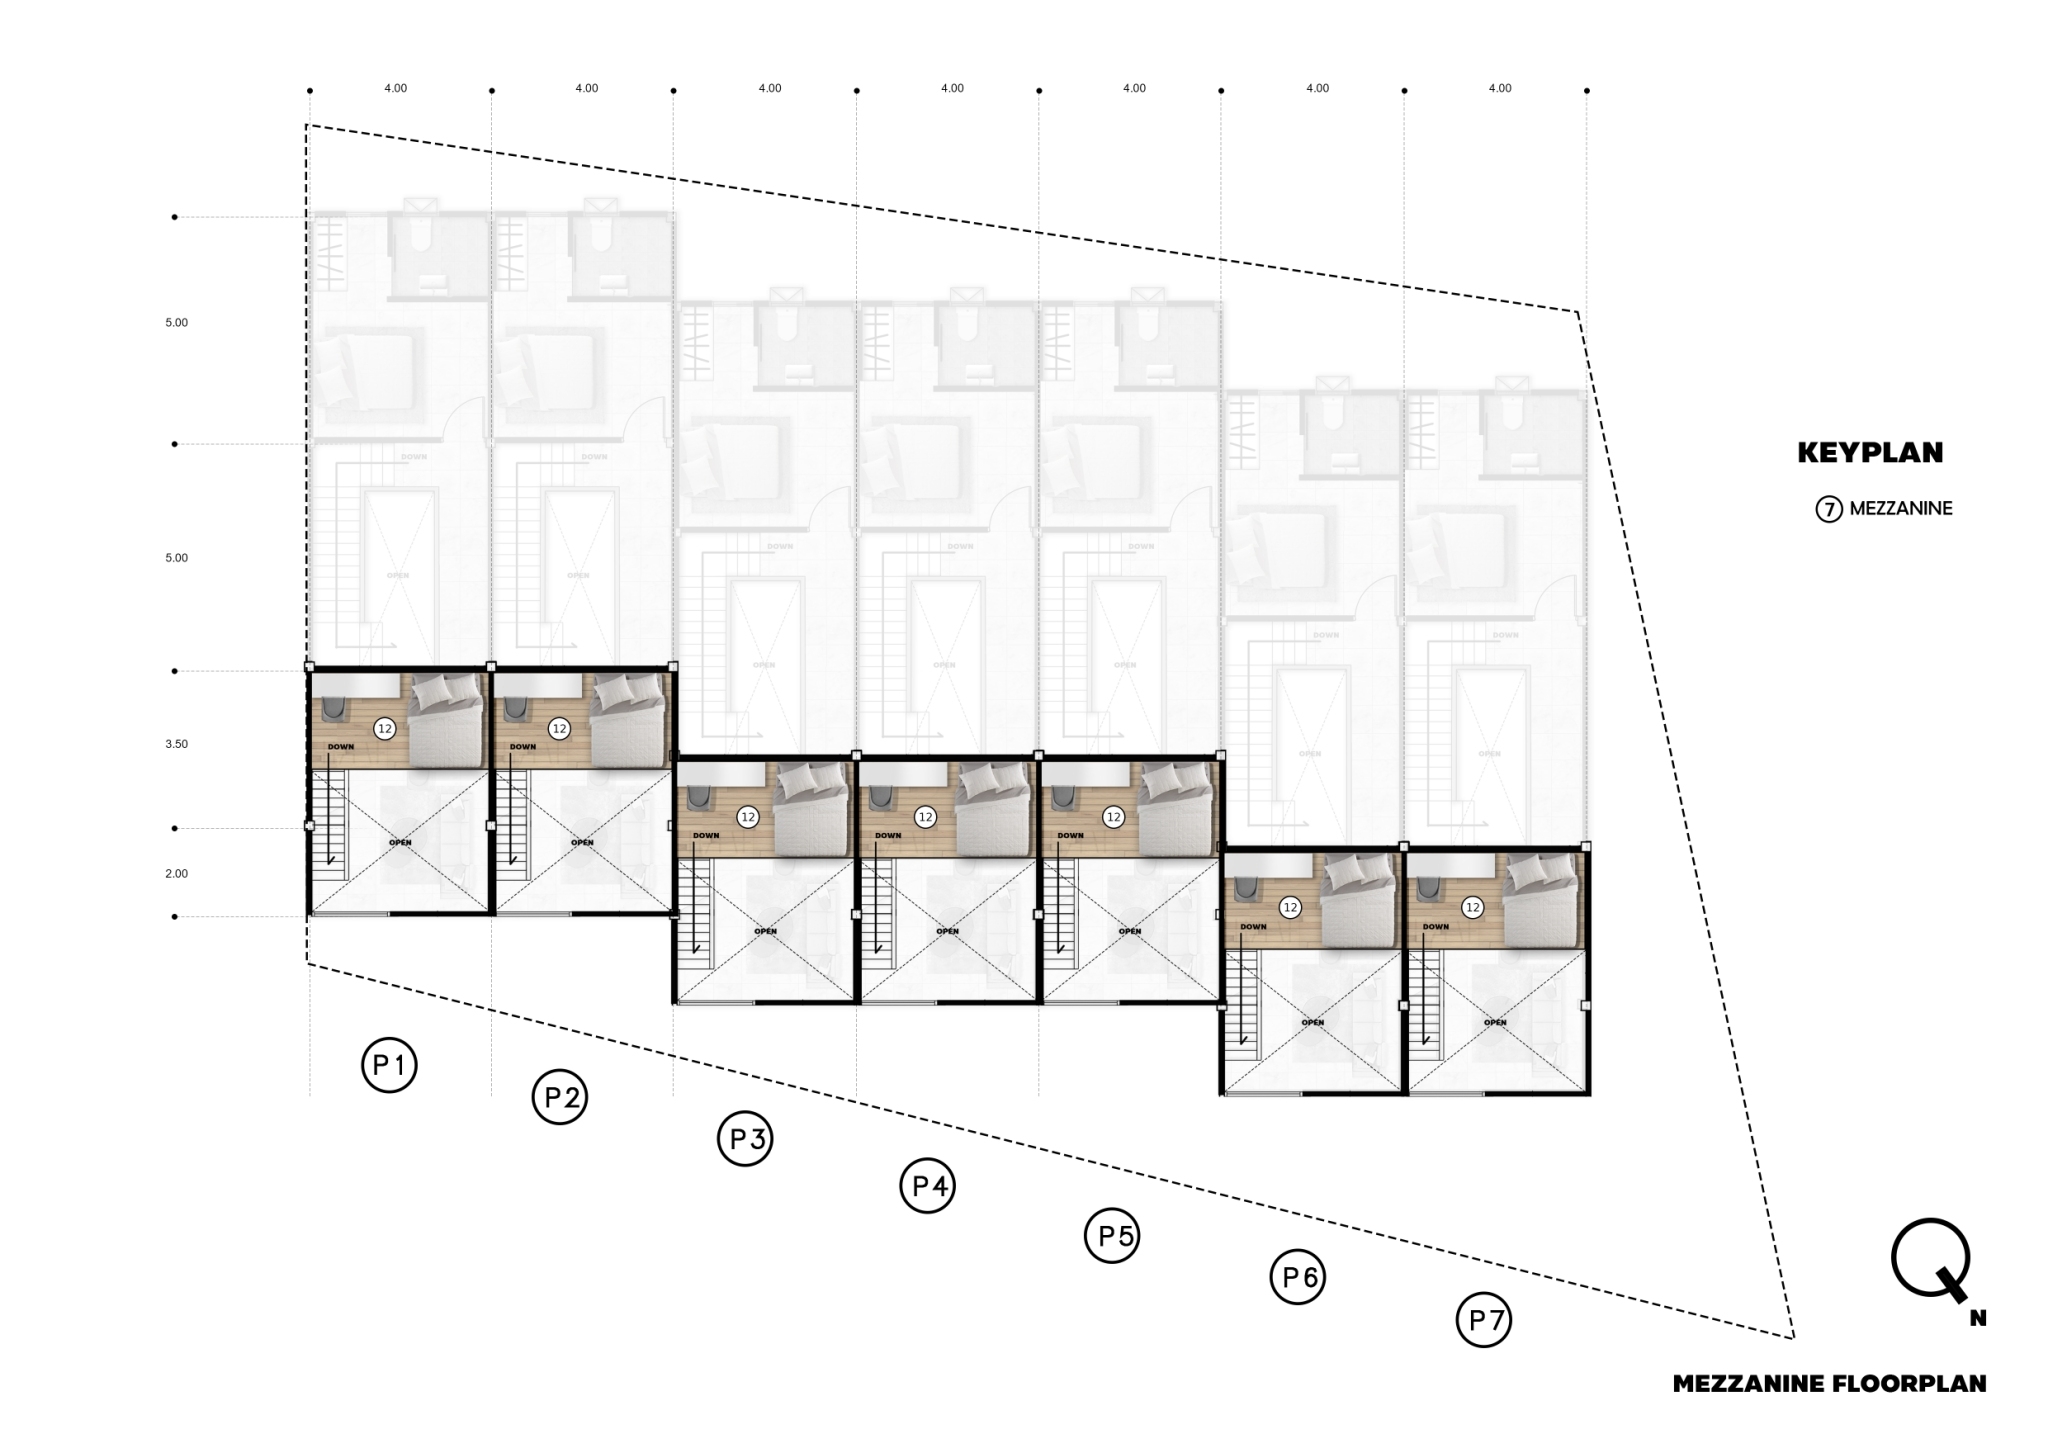 4.00 4.00 4.00 4.00 4.00 4.00 4.00
5.00
5.00
3.50
2.00
KEYPLAN
7 MEZZANINE
DOWN DOWN
DOWN DOWN DOWN
OPEN OPEN
DOWN DOWN
OPEN OPEN OPEN
OPEN OPEN
12 12
DOWN DOWN
12 12 12
DOWN DOWN DOWN
OPEN OPEN
12 12
DOWN DOWN
OPEN OPEN OPEN
OPEN OPEN
P1
P2
P3
P4
P5
P6
P7
N
MEZZANINE FLOORPLAN